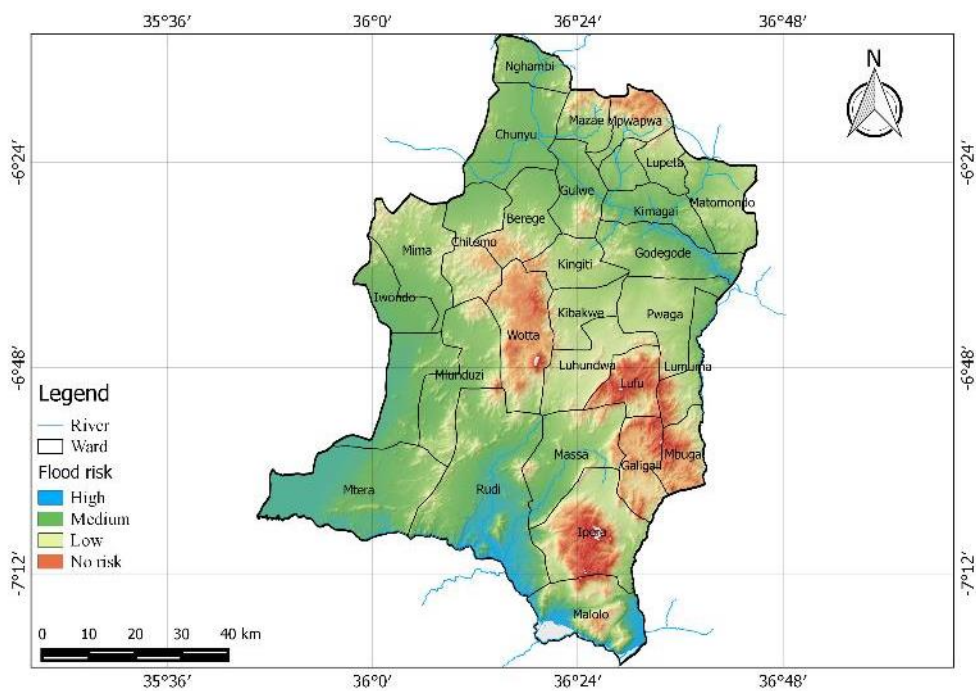 35°36' 36°0' 36°24' 36°48'
N
Nghambi
Mazae Mpwapwa
Chunyu
-6°24' -6°24'
Lupeta
Gulwe
Matomondo
Kimagai
Berege
Chilemo
Mima
Godegode
Kingiti
Iwondo
Kibakwe Pwaga
Wotta
-6°48' -6°48'
Luhundwa Lumuma
Mlunduzi
Lufu
Legend
River
Ward
Flood risk
High
Medium
Low
No risk
Massa Mbuga
Galigali
Mtera Rudi
Ipera
-7°12' -7°12'
Malolo
0 10 20 30 40 km
35°36' 36°0' 36°24' 36°48'